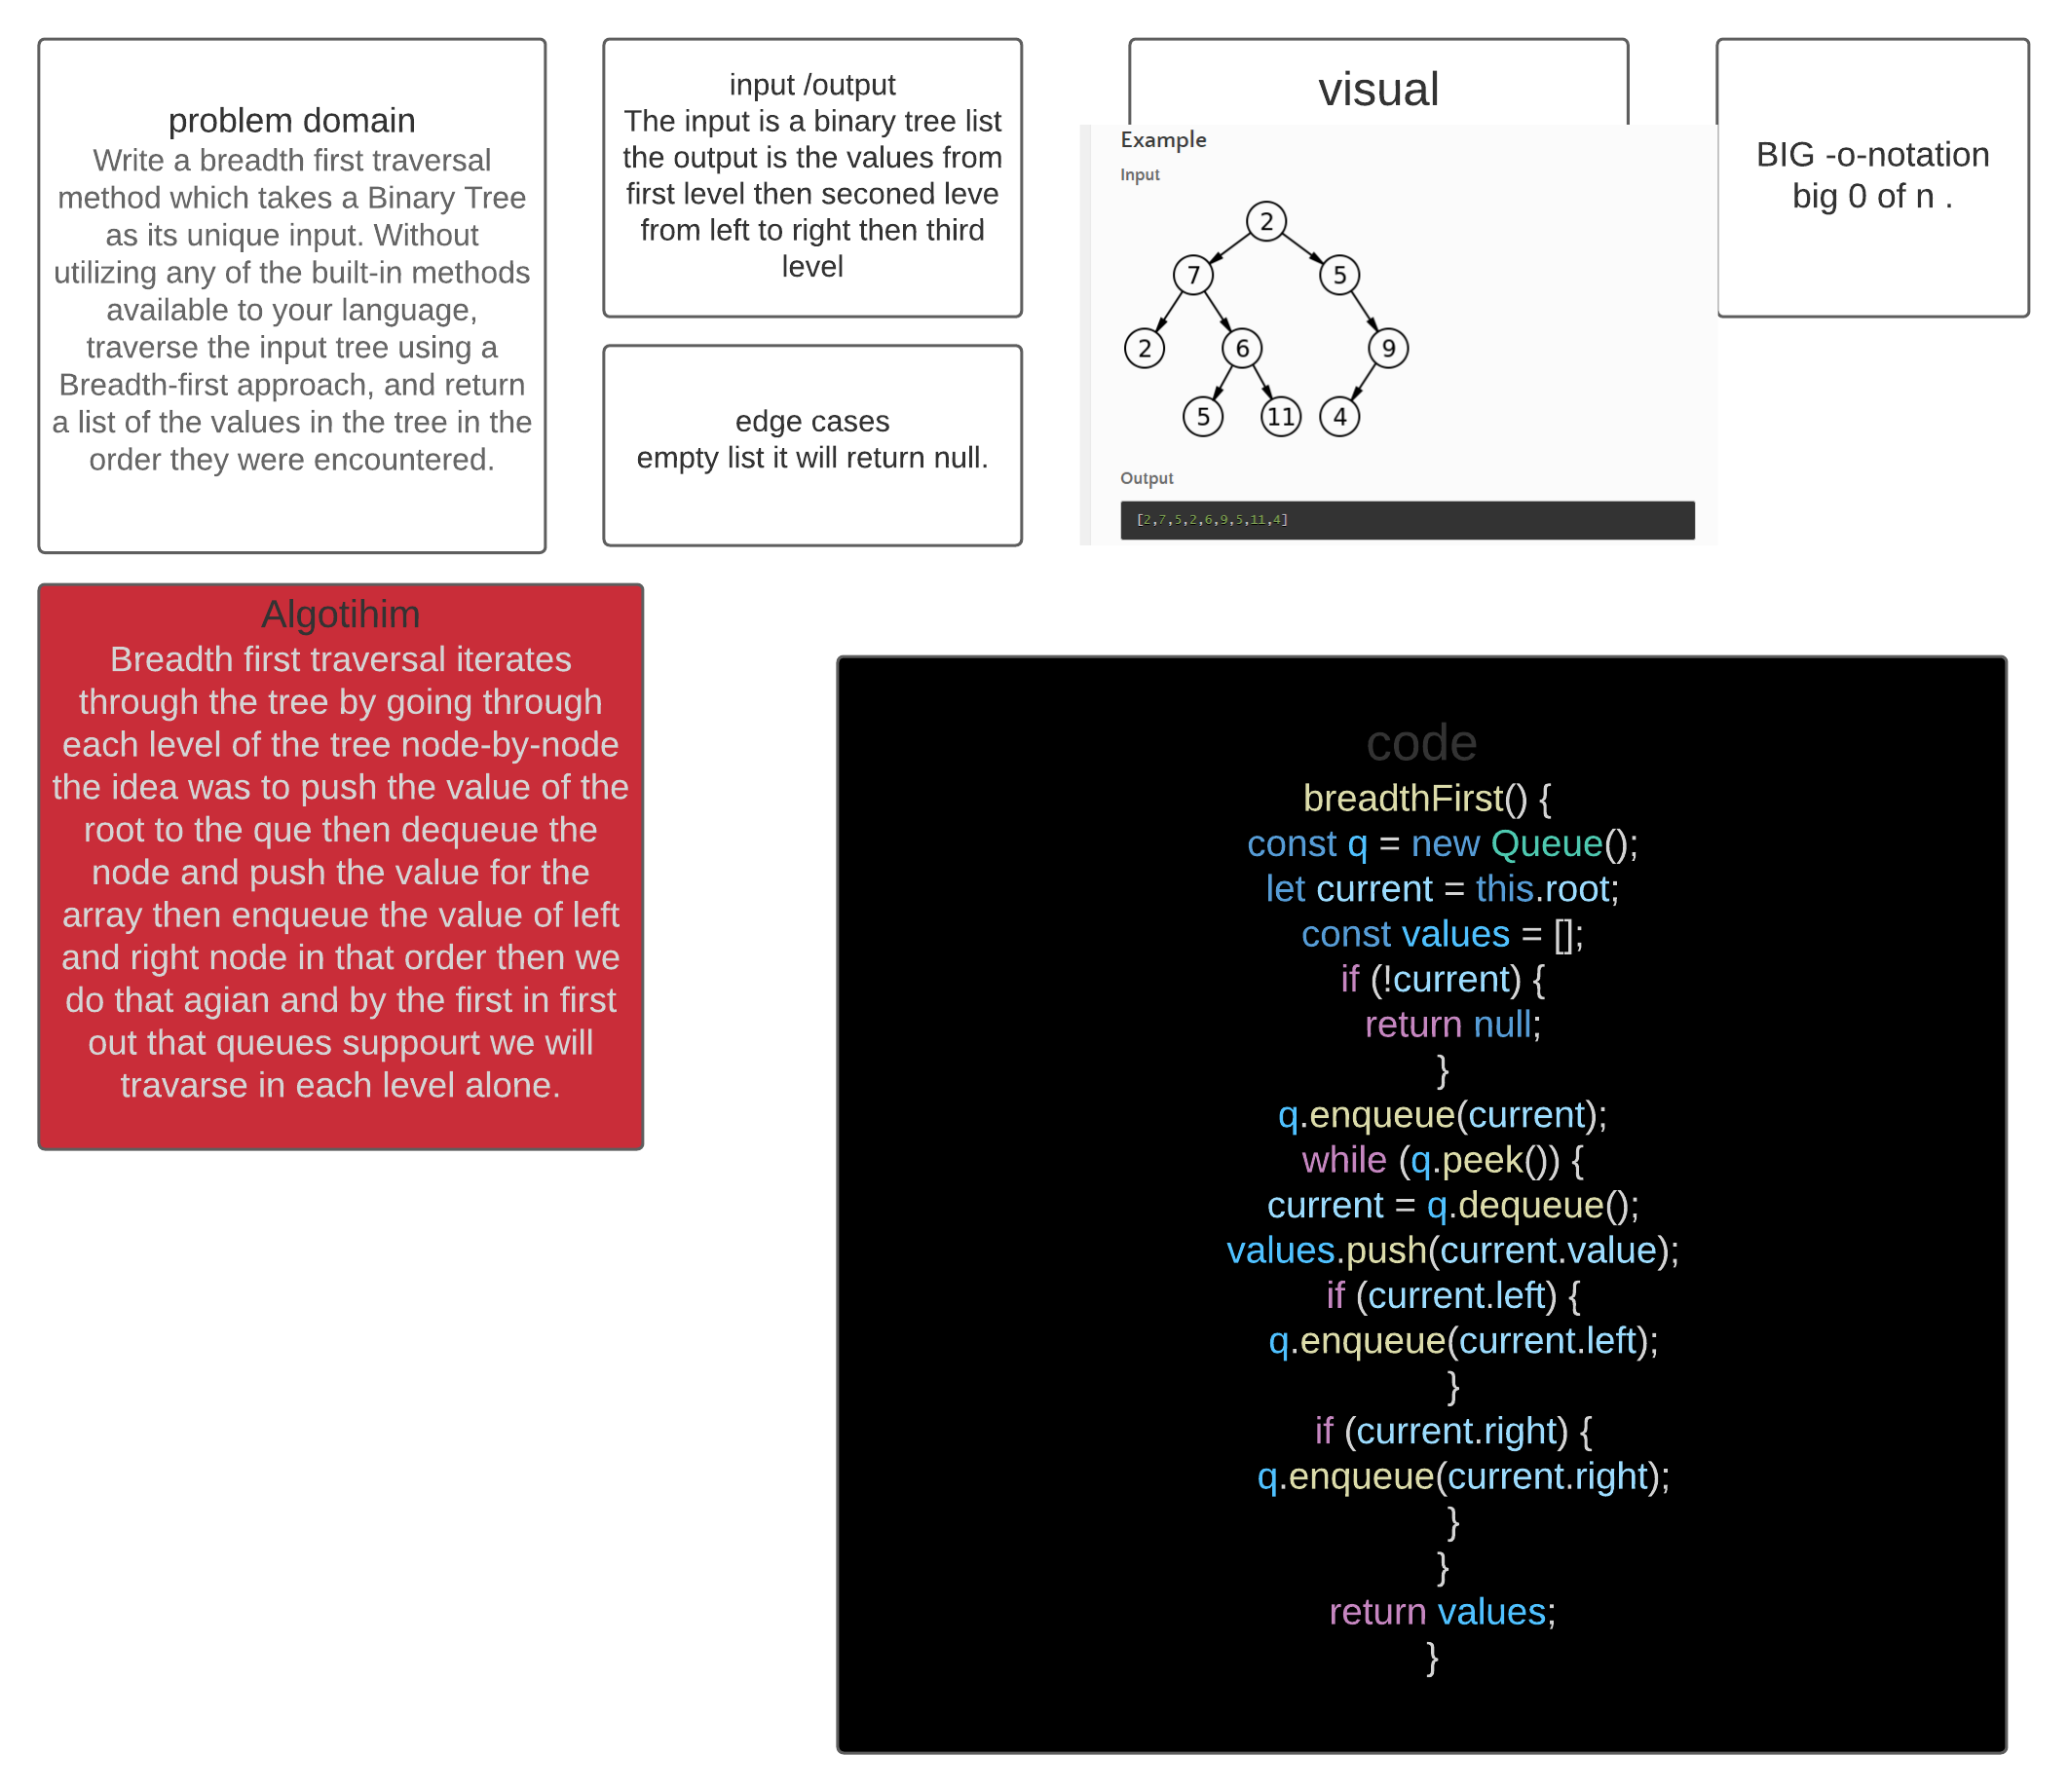 problem domain
Write a breadth first traversal
method which takes a Binary Tree
as its unique input. Without
utilizing any of the built-in methods
available to your language,
traverse the input tree using a
Breadth-first approach, and return
a list of the values in the tree in the
order they were encountered.
input /output
The input is a binary tree list
the output is the values from
first level then seconed leve
from left to right then third
level
edge cases
empty list it will return null.
visual
Example
Input
2
7 5
2 6 9
5 11 4
Output
[2,7,5,2,6,9,5,11,4]
BIG -o-notation
big 0 of n .
Algotihim
Breadth first traversal iterates
through the tree by going through
each level of the tree node-by-node
the idea was to push the value of the
root to the que then dequeue the
node and push the value for the
array then enqueue the value of left
and right node in that order then we
do that agian and by the first in first
out that queues suppourt we will
travarse in each level alone.
code
breadthFirst() {
const q = new Queue();
let current = this.root;
const values = [];
if (!current) {
return null;
}
q.enqueue(current);
while (q.peek()) {
current = q.dequeue();
values.push(current.value);
if (current.left) {
q.enqueue(current.left);
}
if (current.right) {
q.enqueue(current.right);
}
}
return values;
}